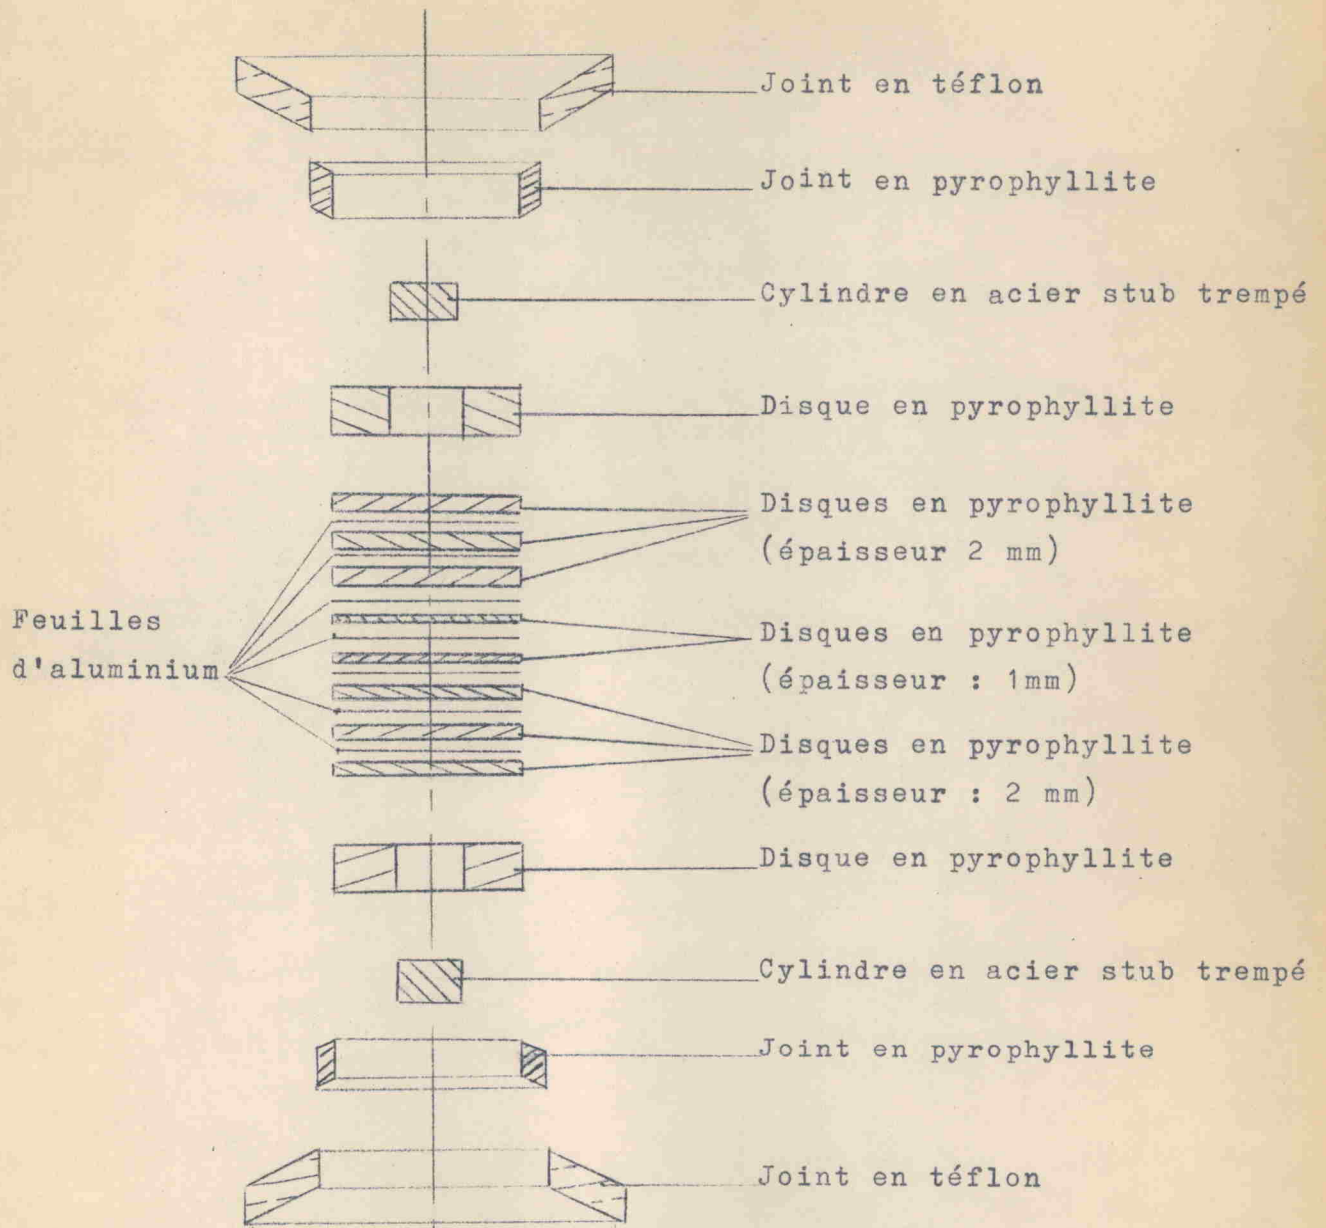 Joint en téflon
Joint en pyrophyllite
Cylindre en acier stub trempé
Disque en pyrophyllite
Disques en pyrophyllite
(épaisseur 2 mm)
Feuilles
d'aluminium
Disques en pyrophyllite
(épaisseur : 1mm)
Disques en pyrophyllite
(épaisseur : 2 mm)
Disque en pyrophyllite
Cylindre en acier stub trempé
Joint en pyrophyllite
Joint en téflon